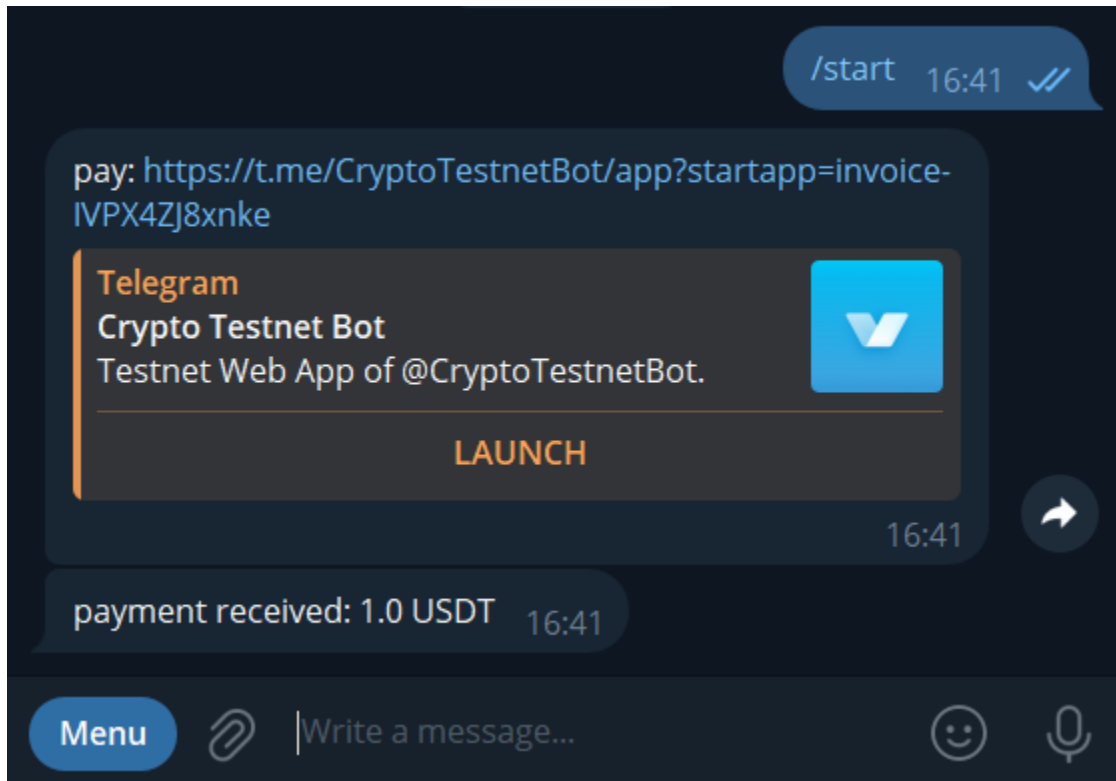 /start 16:41
pay: https://t.me/CryptoTestnetBot/app?startapp=invoice-
IVPX4ZJ8xnke
Telegram
Crypto Testnet Bot
Testnet Web App of @CryptoTestnetBot.
LAUNCH
16:41
payment received: 1.0 USDT 16:41
Menu
Write a message...